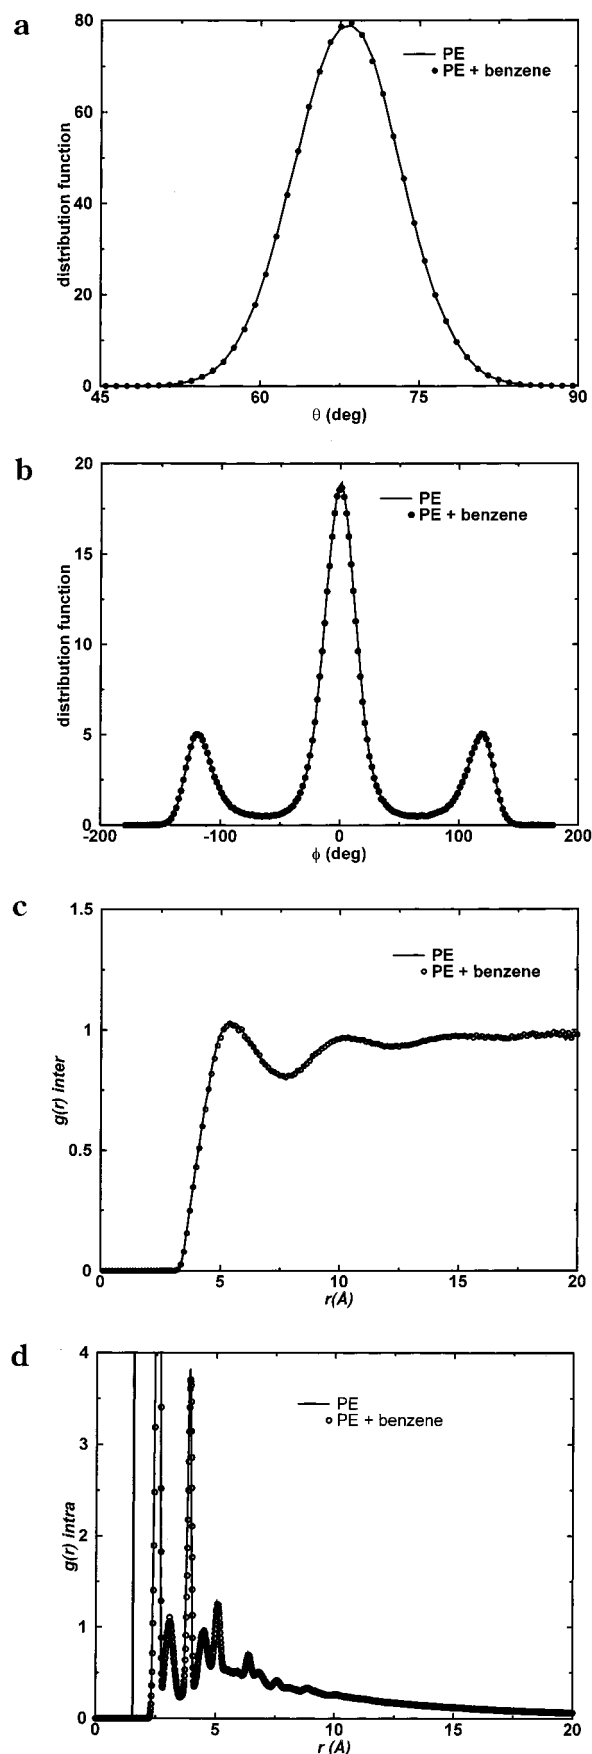 a
80
PE
PE + benzene
60
distribution function
40
20
0
45
60
75
90
θ (deg)
b
20
PE
PE + benzene
15
distribution function
10
5
0
-200
-100
0
100
200
ϕ (deg)
c
1.5
PE
PE + benzene
1
g(r) inter
0.5
0
0
5
10
15
20
r(Å)
d
4
PE
PE + benzene
3
g(r) intra
2
1
0
0
5
10
15
20
r (Å)